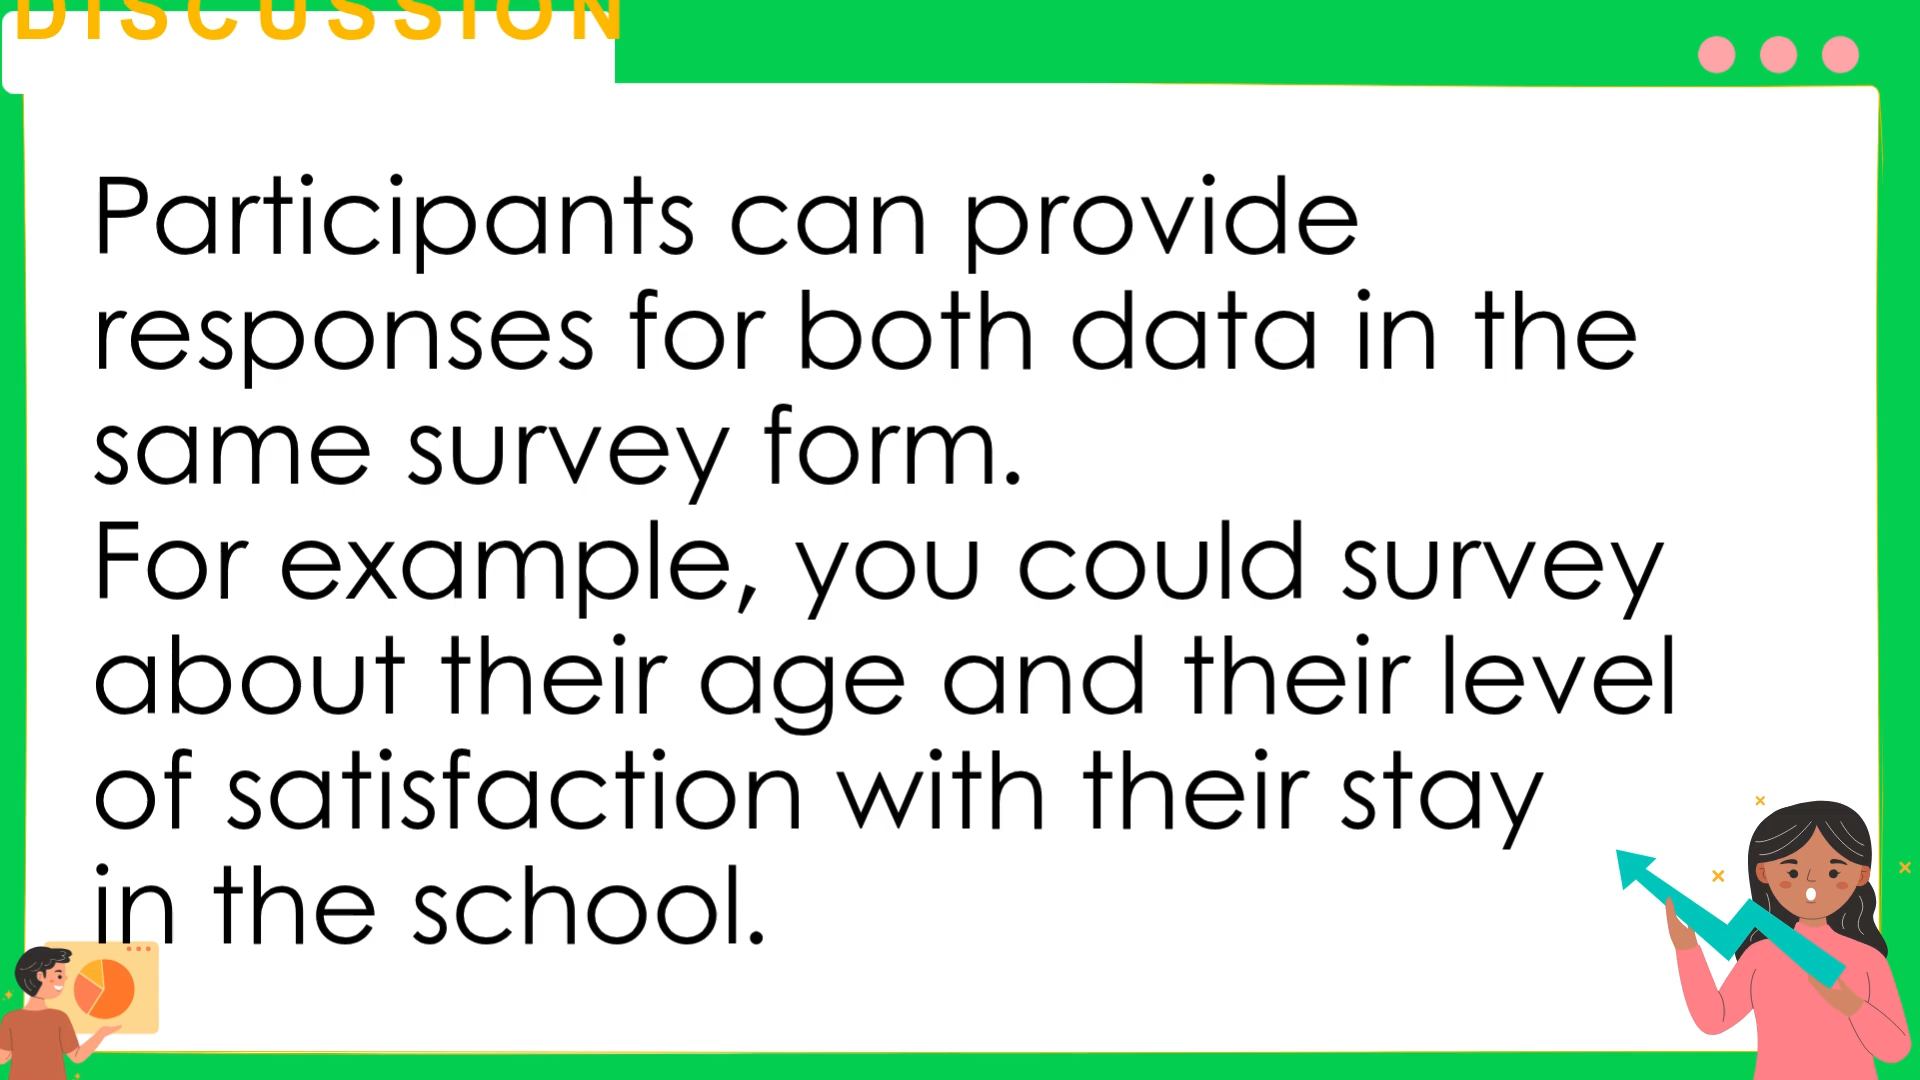 DISCUSSION
Participants can provide
responses for both data in the
same survey form.
For example, you could survey
about their age and their level
of satisfaction with their stay
in the school.